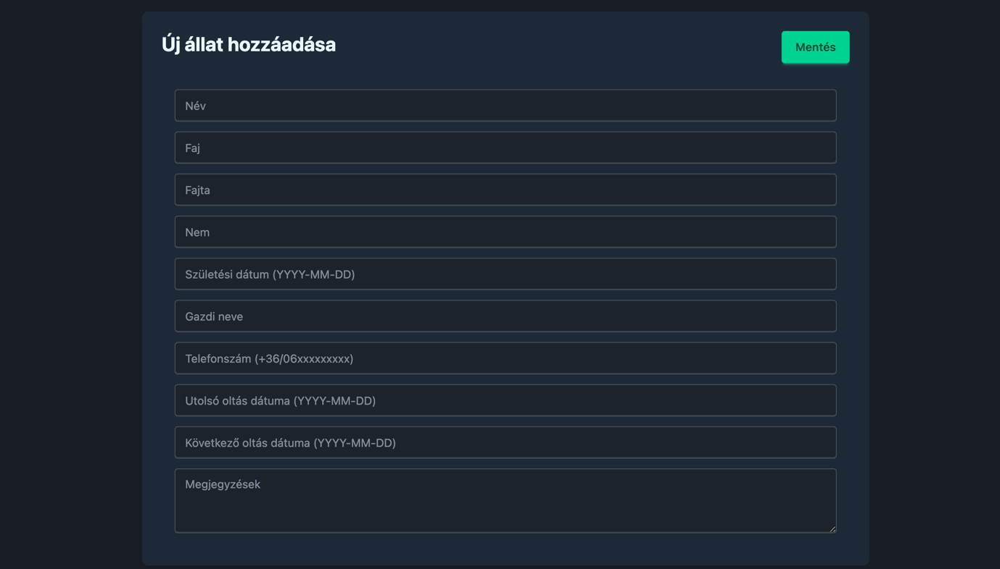 Új állat hozzáadása
Mentés
Név
Faj
Fajta
Nem
Születési dátum (YYYY-MM-DD)
Gazdi neve
Telefonszám (+36/06xxxxxxxxx)
Utolsó oltás dátuma (YYYY-MM-DD)
Következő oltás dátuma (YYYY-MM-DD)
Megjegyzések